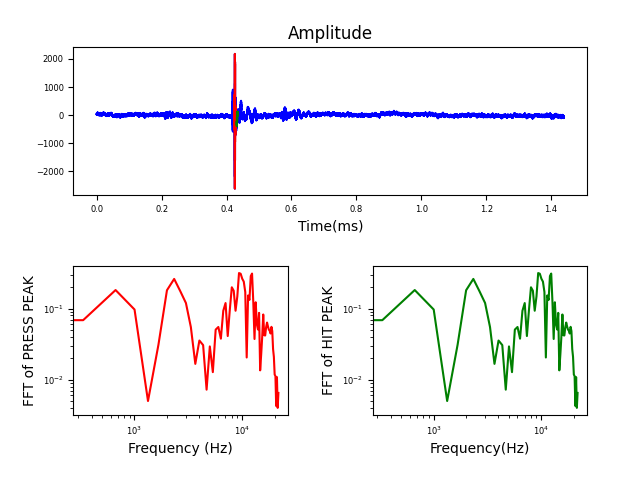 Amplitude
2000
1000
0
−1000
−2000
0.0 0.2 0.4 0.6 0.8 1.0 1.2 1.4
Time(ms)
FFT of PRESS PEAK
10⁻¹
10⁻²
10³ 10⁴
Frequency (Hz)
FFT of HIT PEAK
10⁻¹
10⁻²
10³ 10⁴
Frequency(Hz)